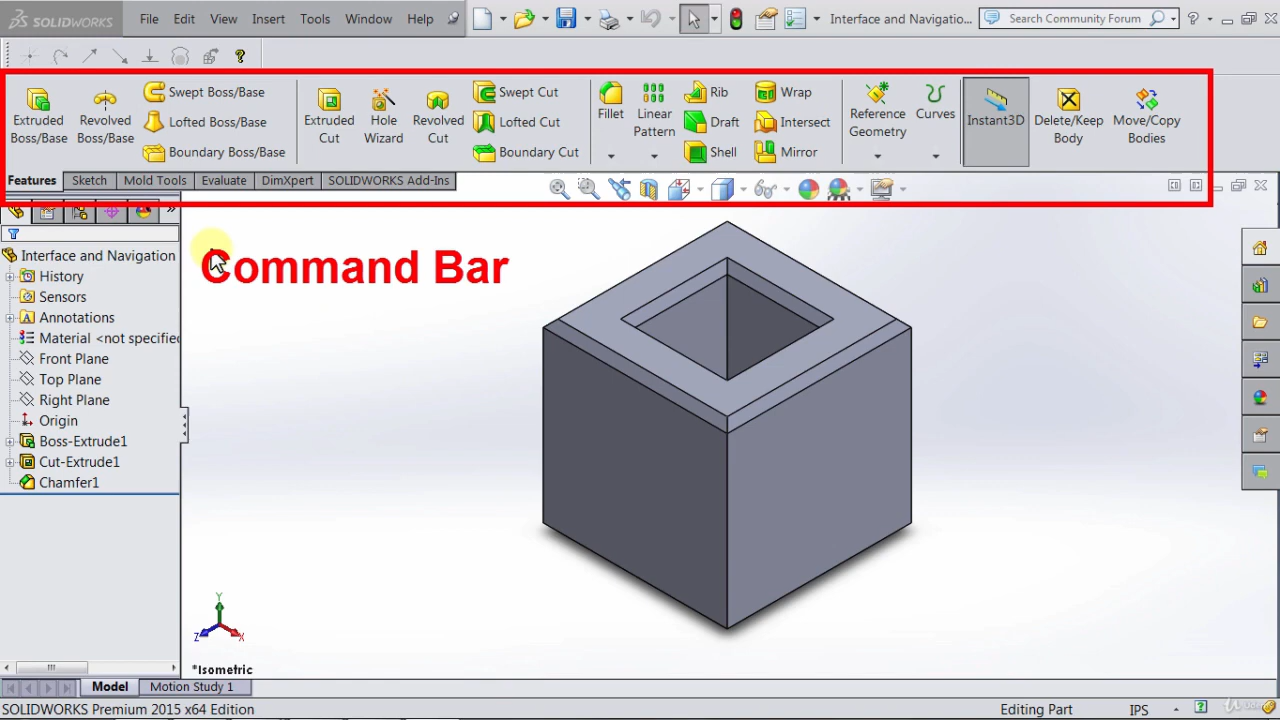 SOLIDWORKS File Edit View Insert Tools Window Help Interface and Navigatio... Search Community Forum ?
?
Extruded Boss/Base
Revolved Boss/Base
Swept Boss/Base
Lofted Boss/Base
Boundary Boss/Base
Extruded Cut
Hole Wizard
Revolved Cut
Swept Cut
Lofted Cut
Boundary Cut
Fillet
Linear Pattern
Rib
Draft
Shell
Wrap
Intersect
Mirror
Reference Geometry
Curves
Instant3D
Delete/Keep Body
Move/Copy Bodies
Features Sketch Mold Tools Evaluate DimXpert SOLIDWORKS Add-Ins
Command Bar
Interface and Navigation
History
Sensors
Annotations
Material <not specified
Front Plane
Top Plane
Right Plane
Origin
Boss-Extrude1
Cut-Extrude1
Chamfer1
Y
Z X
*Isometric
Model Motion Study 1
SOLIDWORKS Premium 2015 x64 Edition Editing Part IPS ?